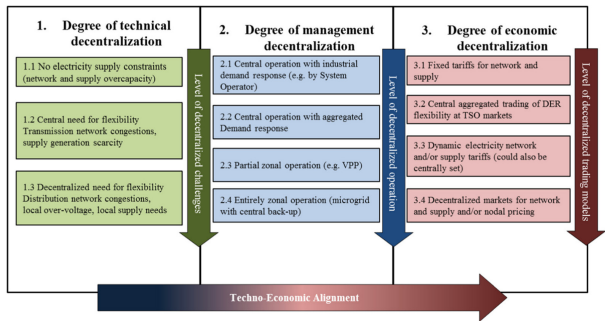 1. Degree of technical
decentralization
1.1 No electricity supply constraints
(network and supply overcapacity)
1.2 Central need for flexibility
Transmission network congestions,
supply generation scarcity
1.3 Decentralized need for flexibility
Distribution network congestions,
local over-voltage, local supply needs
Level of decentralized challenges
2. Degree of management
decentralization
2.1 Central operation with industrial
demand response (e.g. by System
Operator)
2.2 Central operation with aggregated
Demand response
2.3 Partial zonal operation (e.g. VPP)
2.4 Entirely zonal operation (microgrid
with central back-up)
Level of decentralized operation
3. Degree of economic
decentralization
3.1 Fixed tariffs for network and
supply
3.2 Central aggregated trading of DER
flexibility at TSO markets
3.3 Dynamic electricity network
and/or supply tariffs (could also be
centrally set)
3.4 Decentralized markets for network
and supply and/or nodal pricing
Level of decentralized trading models
Techno-Economic Alignment